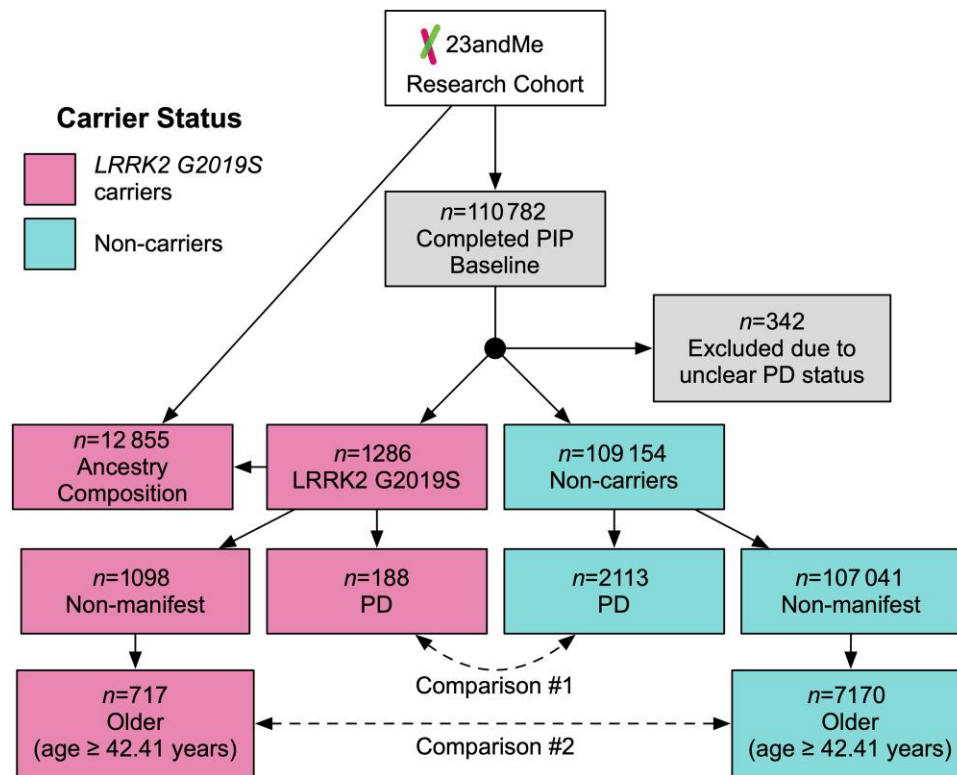 23andMe
Research Cohort
Carrier Status
LRRK2 G2019S
carriers
Non-carriers
n=110 782
Completed PIP
Baseline
n=342
Excluded due to
unclear PD status
n=12 855
Ancestry
Composition
n=1286
LRRK2 G2019S
n=109 154
Non-carriers
n=1098
Non-manifest
n=188
PD
n=2113
PD
n=107 041
Non-manifest
Comparison #1
n=717
Older
(age ≥ 42.41 years)
Comparison #2
n=7170
Older
(age ≥ 42.41 years)